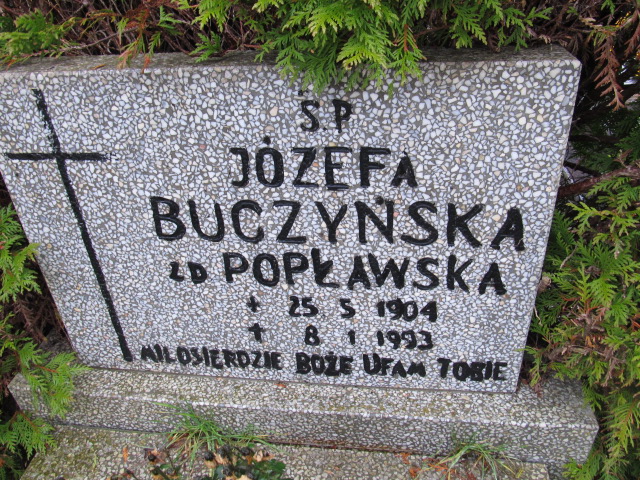 Ś.P
JÓZEFA
BUCZYŃSKA
ZD POPŁAWSKA
+ 25 5 1904
† 8 1 1993
MIŁOSIERDZIE BOŻE UFAM TOBIE